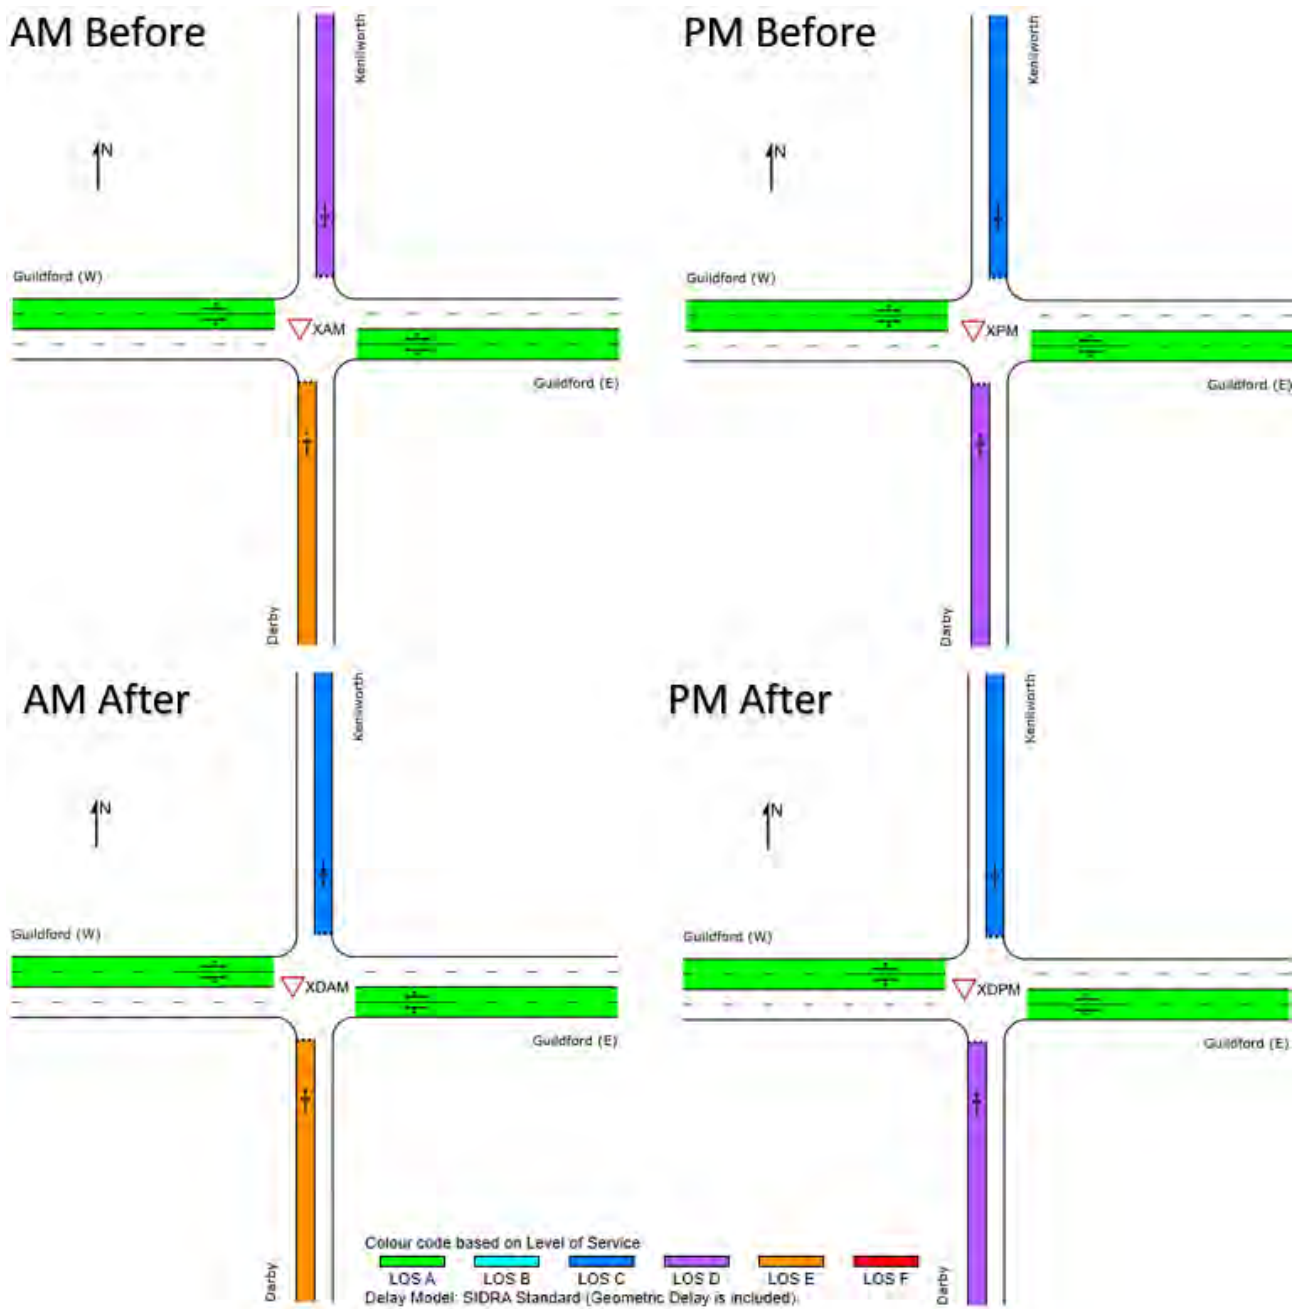 AM Before
Kenilworth
N
Guildford (W)
XAM
Guildford (E)
Darby
PM Before
Kenilworth
N
Guildford (W)
XPM
Guildford (E)
Darby
AM After
Kenilworth
N
Guildford (W)
XDAM
Guildford (E)
Darby
PM After
Kenilworth
N
Guildford (W)
XDPM
Guildford (E)
Darby
Colour code based on Level of Service
LOS A LOS B LOS C LOS D LOS E LOS F
Delay Model: SIDRA Standard (Geometric Delay is included).